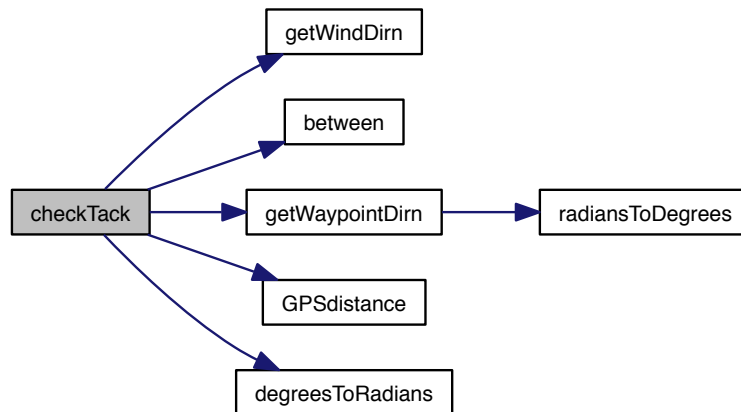 getWindDirn
between
checkTack
getWaypointDirn
radiansToDegrees
GPSdistance
degreesToRadians